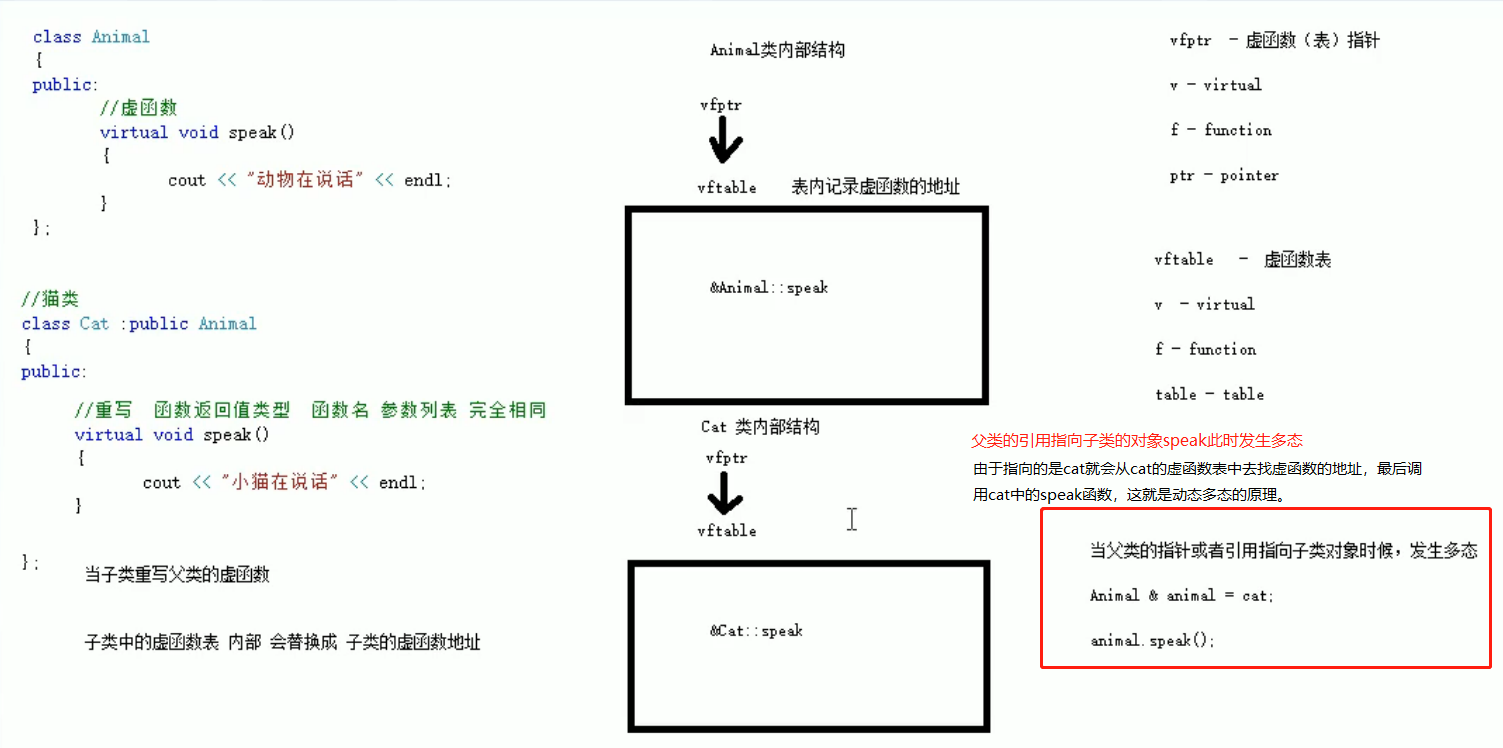 class Animal
{
public:
//虚函数
virtual void speak()
{
cout << "动物在说话" << endl;
}
};
//猫类
class Cat :public Animal
{
public:
//重写 函数返回值类型 函数名 参数列表 完全相同
virtual void speak()
{
cout << "小猫在说话" << endl;
}
};
当子类重写父类的虚函数
子类中的虚函数表 内部 会替换成 子类的虚函数地址
Animal类内部结构
vfptr
vftable 表内记录虚函数的地址
&Animal::speak
Cat 类内部结构
vfptr
vftable
&Cat::speak
vfptr - 虚函数（表）指针
v - virtual
f - function
ptr - pointer
vftable - 虚函数表
v - virtual
f - function
table - table
父类的引用指向子类的对象speak此时发生多态
由于指向的是cat就会从cat的虚函数表中去找虚函数的地址，最后调
用cat中的speak函数，这就是动态多态的原理。
当父类的指针或者引用指向子类对象时候，发生多态
Animal & animal = cat;
animal.speak();